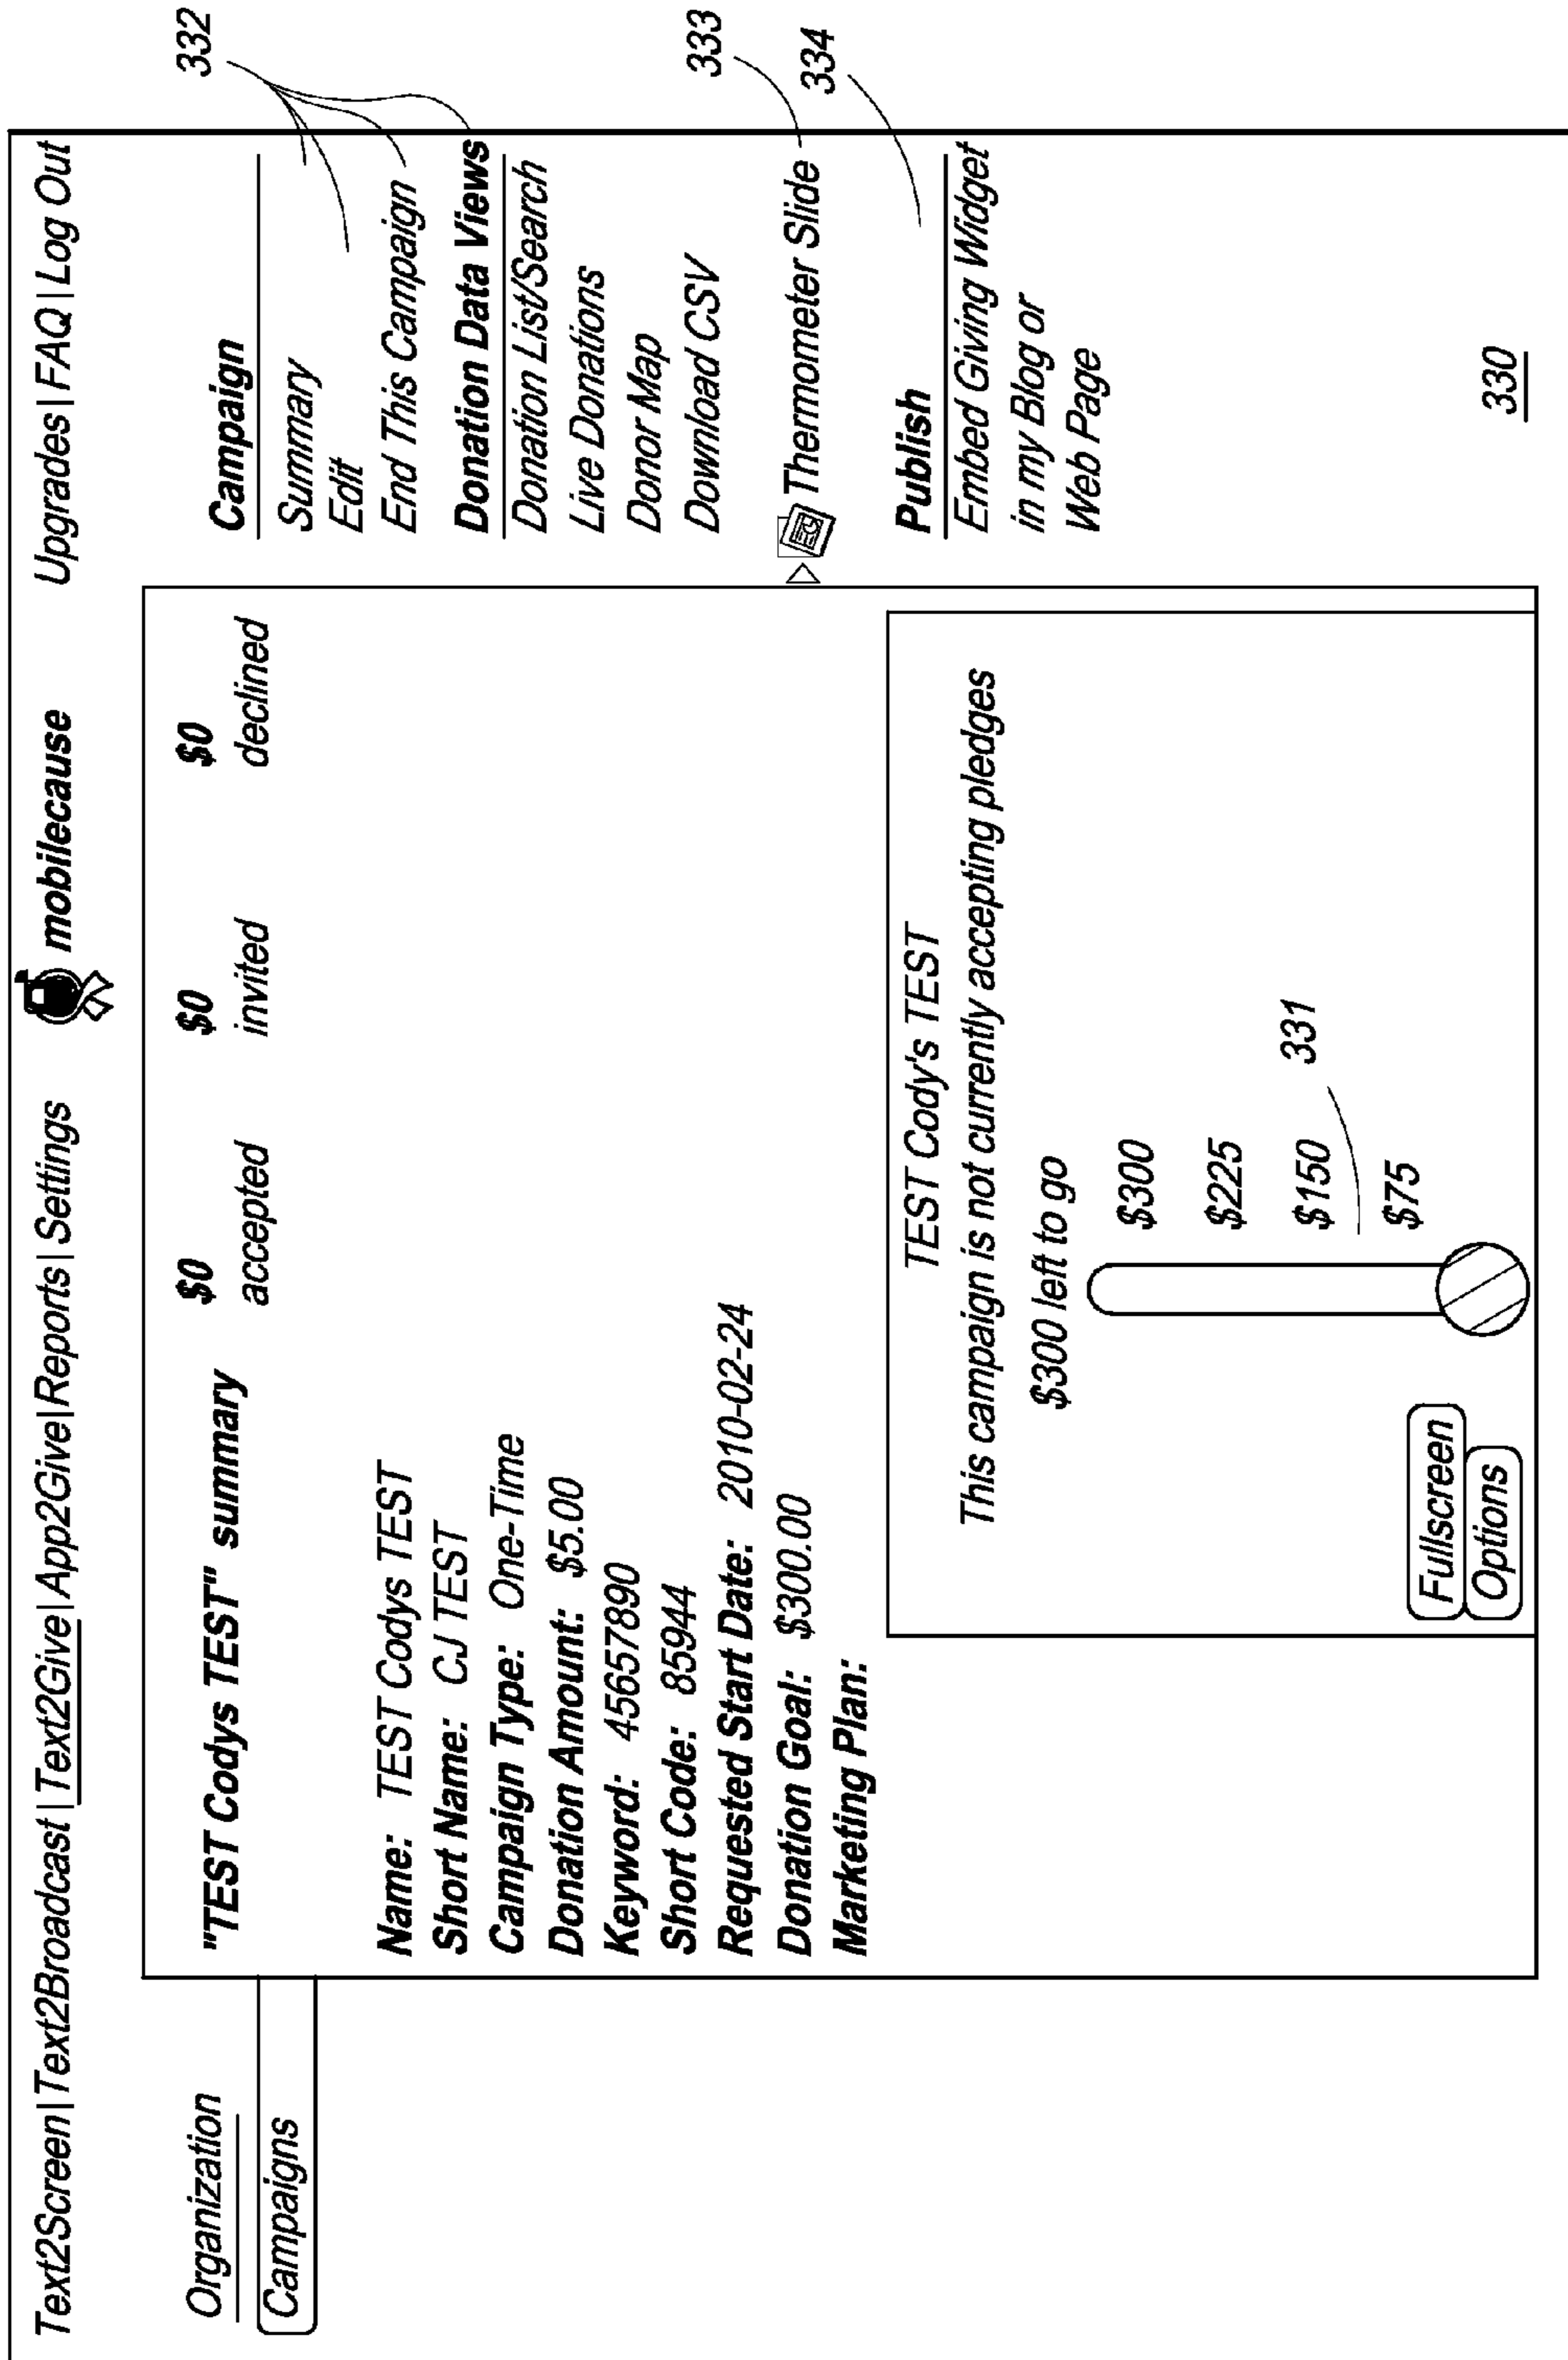 Text2Screen|Text2Broadcast|Text2Give|App2Give|Reports|Settings
mobilecause
Upgrades|FAQ|Log Out
Organization
Campaigns
"TEST Codys TEST" summary
$0
accepted
$0
invited
$0
declined
Name: TEST Codys TEST
Short Name: CJ TEST
Campaign Type: One-Time
Donation Amount: $5.00
Keyword: 45657890
Short Code: 85944
Requested Start Date: 2010-02-24
Donation Goal: $300.00
Marketing Plan:
TEST Cody's TEST
This campaign is not currently accepting pledges
$300 left to go
$300
$225
$150
331
$75
Fullscreen
Options
Campaign
332
Summary
Edit
End This Campaign
Donation Data Views
Donation List/Search
Live Donations
Donor Map
Download CSV
333
Thermometer Slide
334
Publish
Embed Giving Widget
in my Blog or
Web Page
330